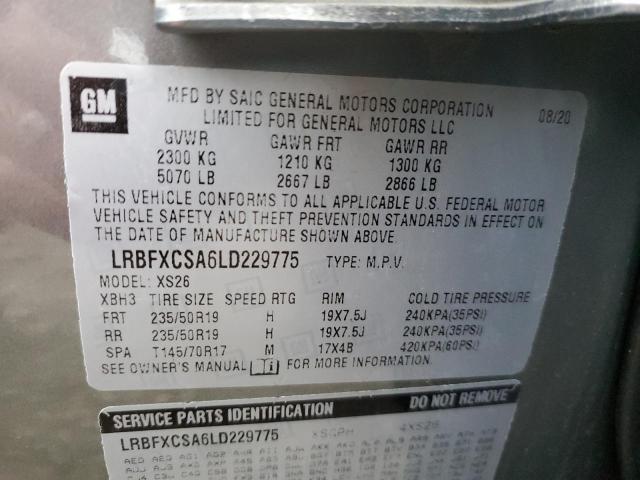 GM
MFD BY SAIC GENERAL MOTORS CORPORATION 08/20
LIMITED FOR GENERAL MOTORS LLC
GVWR GAWR FRT GAWR RR
2300 KG 1210 KG 1300 KG
5070 LB 2667 LB 2866 LB
THIS VEHICLE CONFORMS TO ALL APPLICABLE U.S. FEDERAL MOTOR
VEHICLE SAFETY AND THEFT PREVENTION STANDARDS IN EFFECT ON
THE DATE OF MANUFACTURE SHOWN ABOVE.
LRBFXCSA6LD229775 TYPE: M.P.V.
MODEL: XS26
XBH3 TIRE SIZE SPEED RTG RIM COLD TIRE PRESSURE
FRT 235/50R19 H 19X7.5J 240KPA(35PSI)
RR 235/50R19 H 19X7.5J 240KPA(35PSI)
SPA T145/70R17 M 17X4B 420KPA(60PSI)
SEE OWNER'S MANUAL i FOR MORE INFORMATION.
SERVICE PARTS IDENTIFICATION 4XS26
LRBFXCSA6LD229775